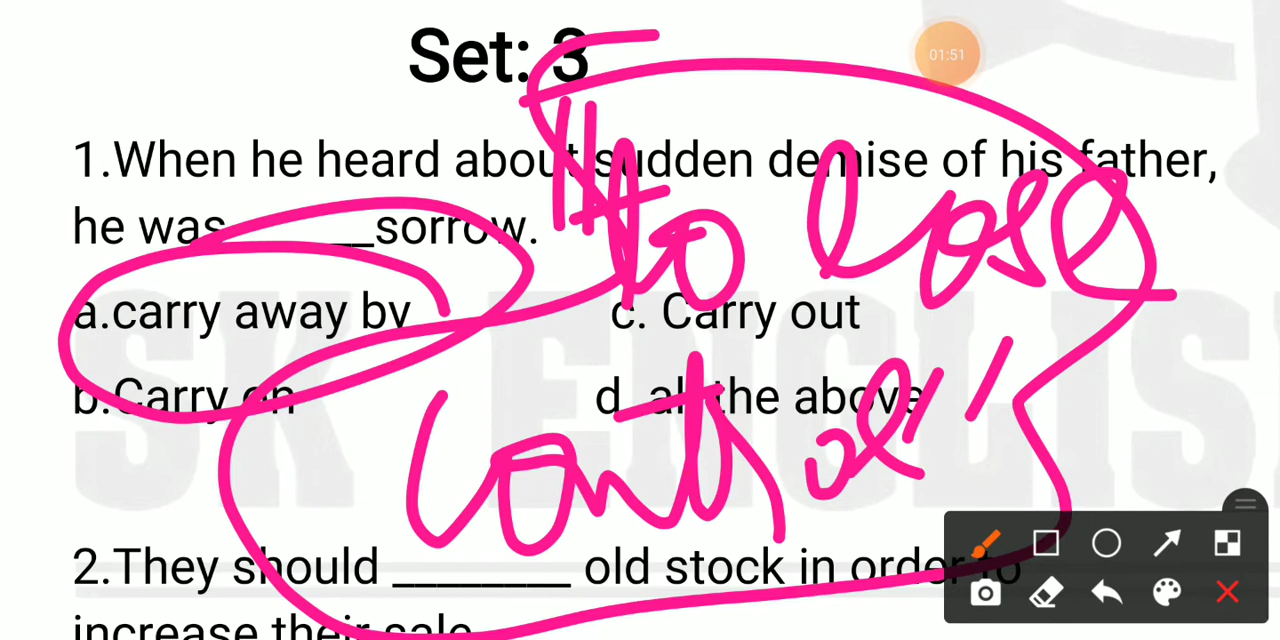 Set: 3
01:51
1.When he heard about sudden demise of his father,
he was ______sorrow.
a.carry away by
c. Carry out
b.Carry on
d. all the above
"to lose
control"
2.They should ________ old stock in order to
increase their sale
SK ENGLIS